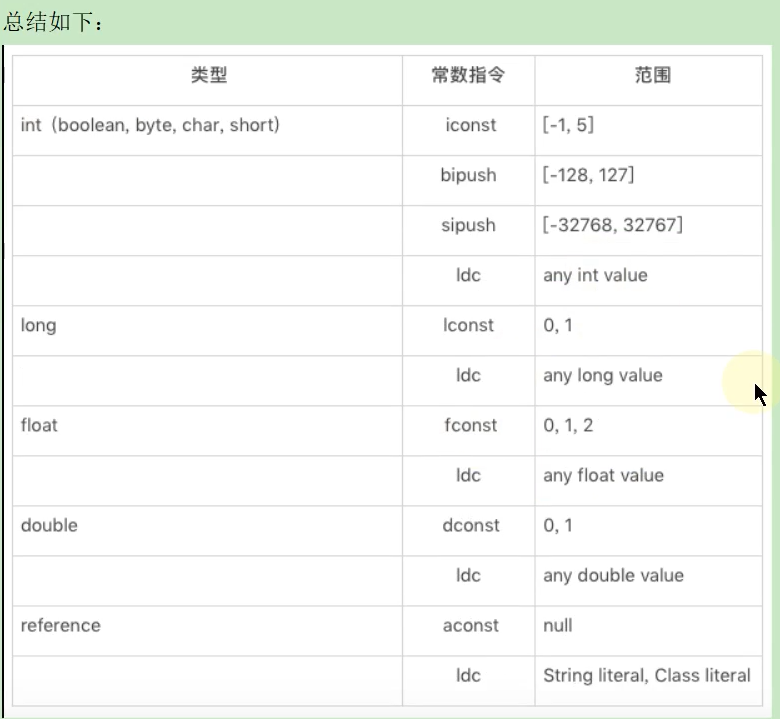 总结如下：
类型 常数指令 范围
int（boolean, byte, char, short） iconst [-1, 5]
bipush [-128, 127]
sipush [-32768, 32767]
ldc any int value
long lconst 0, 1
ldc any long value
float fconst 0, 1, 2
ldc any float value
double dconst 0, 1
ldc any double value
reference aconst null
ldc String literal, Class literal